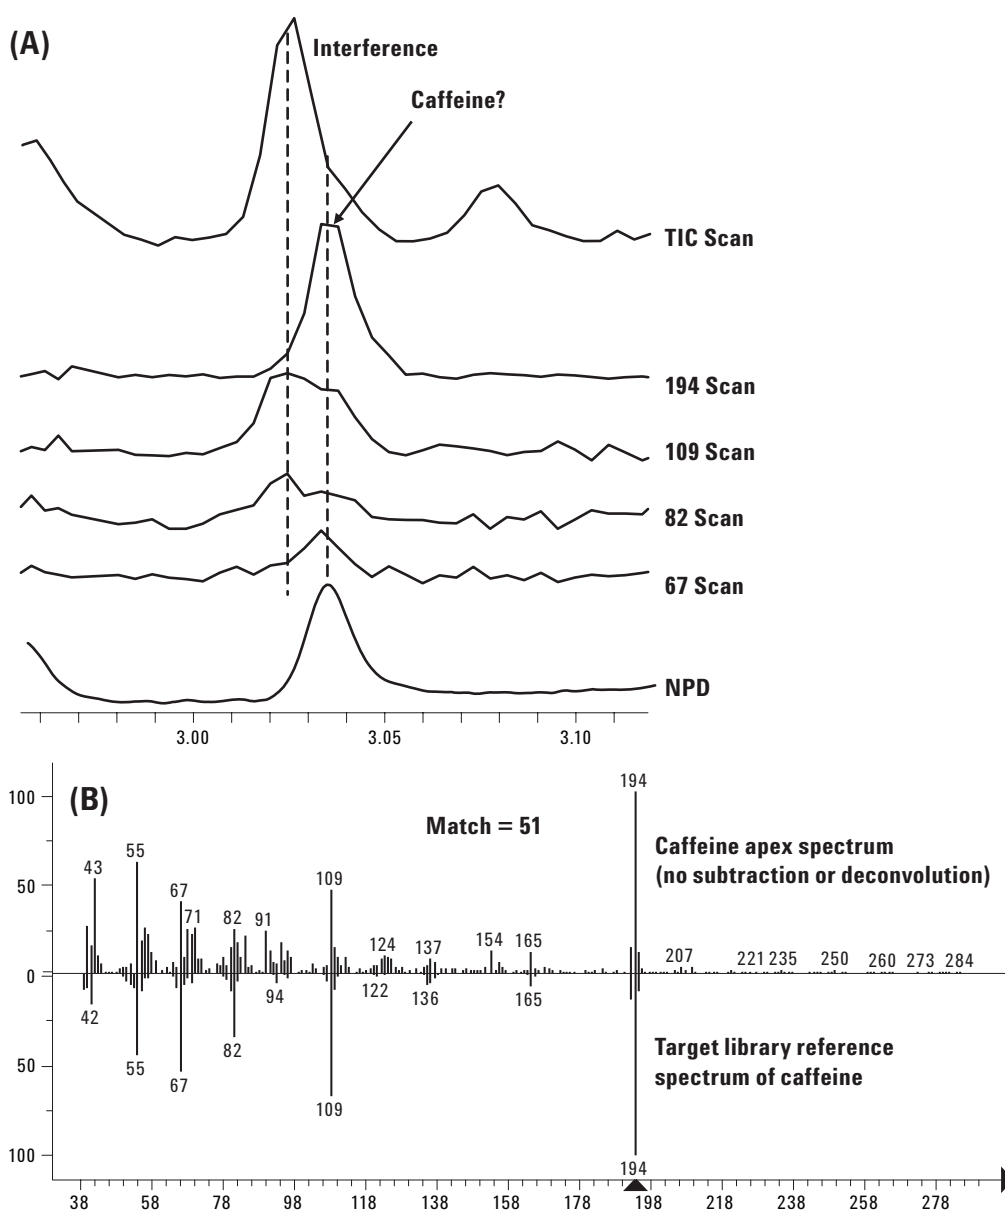 (A)
Interference
Caffeine?
TIC Scan
194 Scan
109 Scan
82 Scan
67 Scan
NPD
3.00 3.05 3.10
(B)
Match = 51
194
Caffeine apex spectrum
(no subtraction or deconvolution)
100
50
0
50
100
43 55 67 71 82 91 109 124 137 154 165 207 221 235 250 260 273 284
42 55 67 82 94 109 122 136 165
Target library reference
spectrum of caffeine
194
38 58 78 98 118 138 158 178 198 218 238 258 278